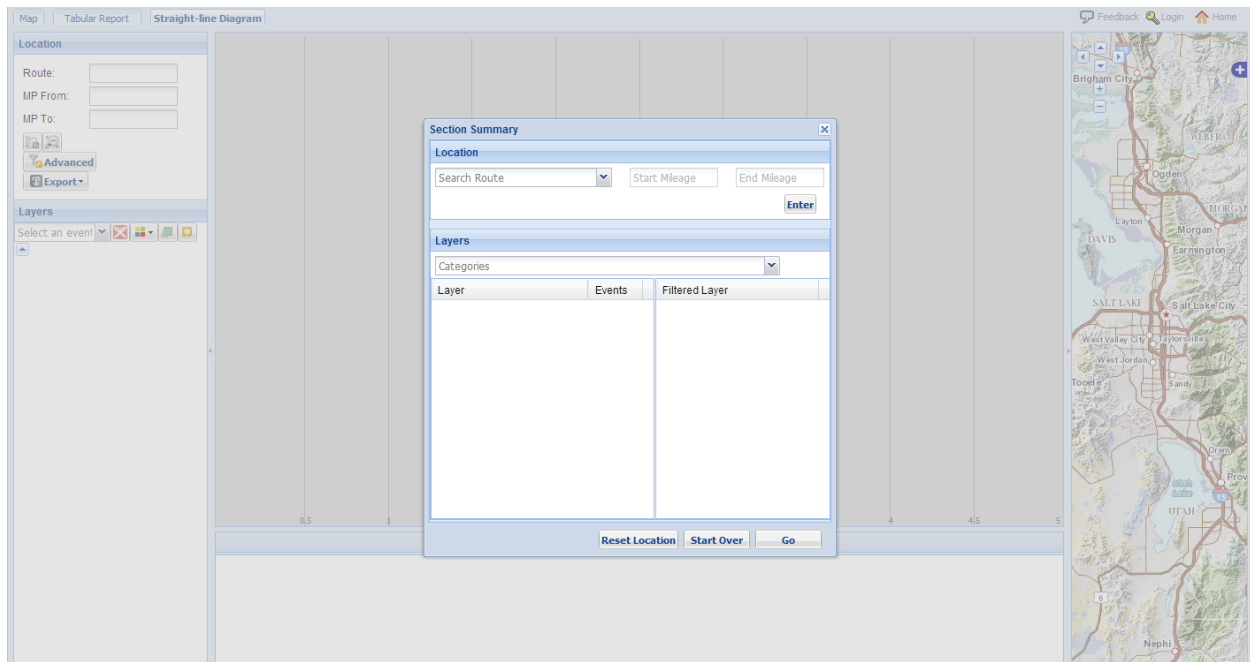 Map Tabular Report Straight-line Diagram
Feedback Login Home
Location
Route:
MP From:
MP To:
Advanced
Export
Layers
Select an event
Section Summary
Location
Search Route Start Mileage End Mileage
Enter
Layers
Categories
Layer Events Filtered Layer
Reset Location Start Over Go
0.5 1 4 4.5 5
Brigham City
WEBER
Ogden
MORGAN
Layton
Morgan
DAVIS
Farmington
SALT LAKE
Salt Lake City
West Valley City Taylorsville
West Jordan
Tooele
Sandy
Orem
Prov
Utah
Lake
15
UTAH
6
Nephi